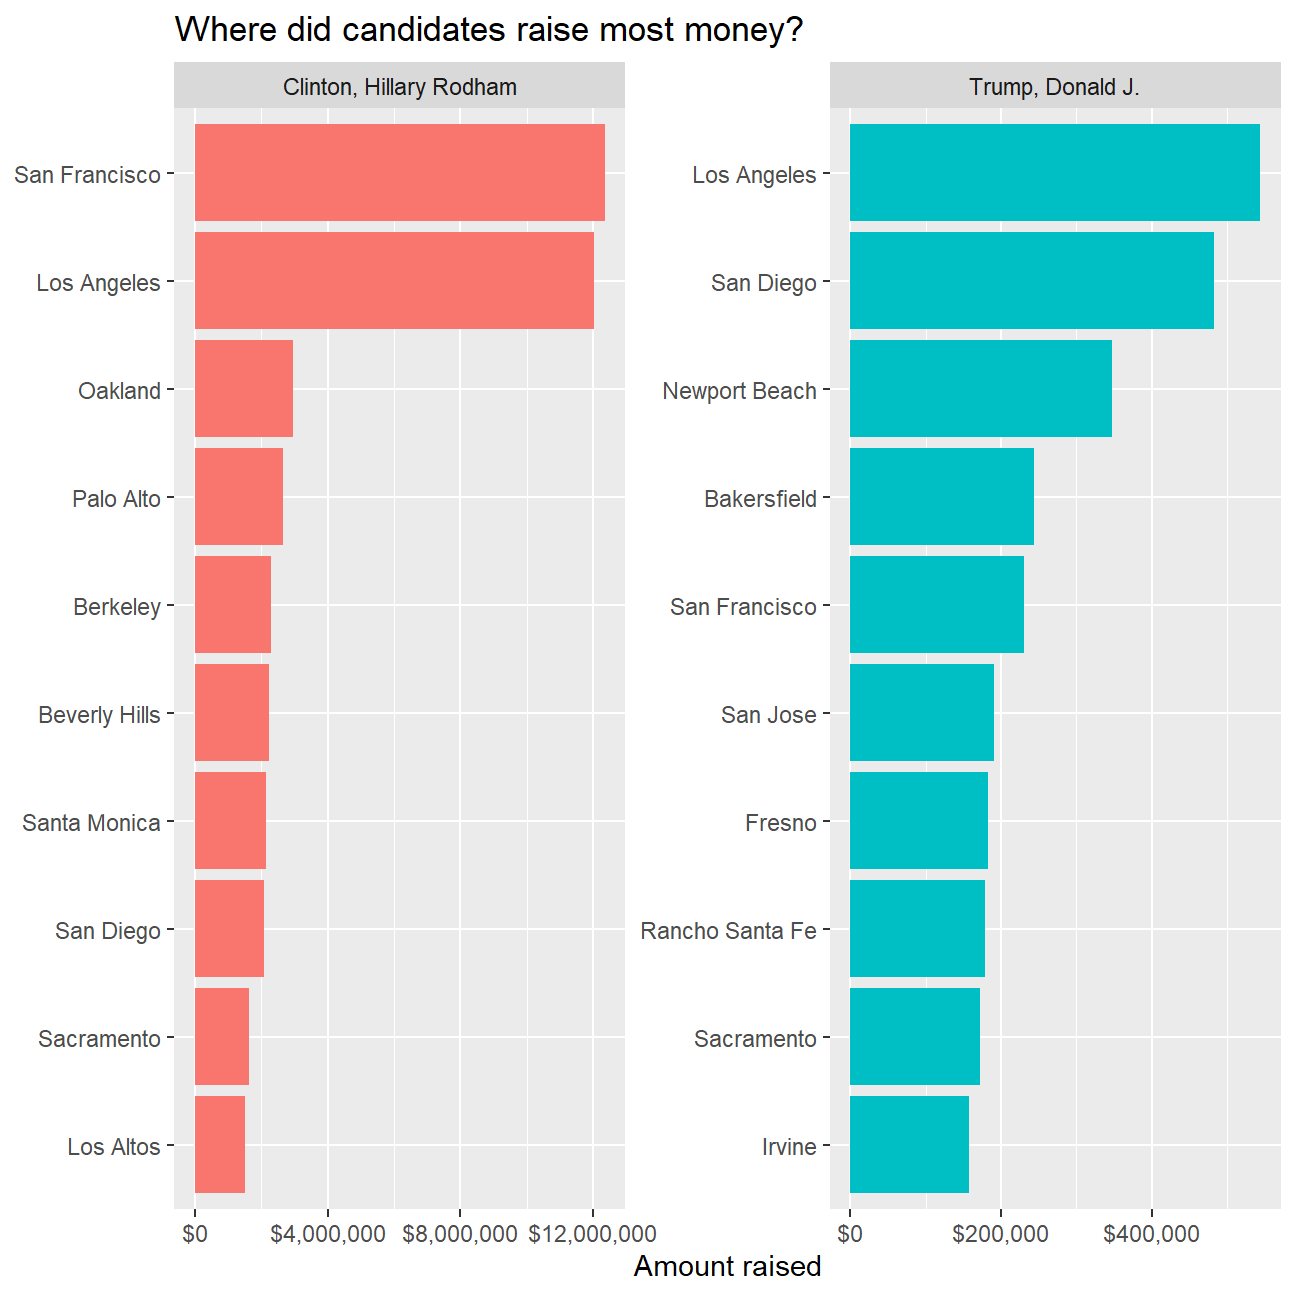 Where did candidates raise most money?
Clinton, Hillary Rodham
San Francisco
Los Angeles
Oakland
Palo Alto
Berkeley
Beverly Hills
Santa Monica
San Diego
Sacramento
Los Altos
$0 $4,000,000 $8,000,000 $12,000,000
Trump, Donald J.
Los Angeles
San Diego
Newport Beach
Bakersfield
San Francisco
San Jose
Fresno
Rancho Santa Fe
Sacramento
Irvine
$0 $200,000 $400,000
Amount raised